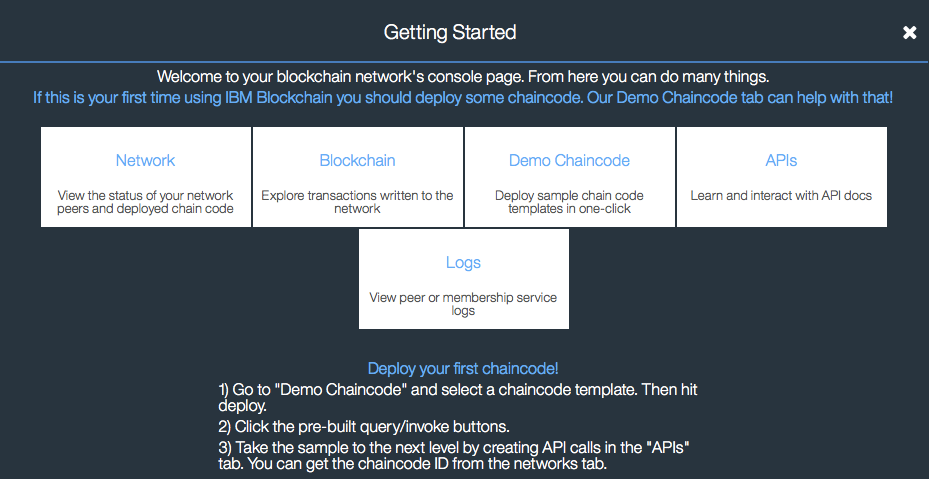 Getting Started
Welcome to your blockchain network's console page. From here you can do many things.
If this is your first time using IBM Blockchain you should deploy some chaincode. Our Demo Chaincode tab can help with that!
Network
View the status of your network
peers and deployed chain code
Blockchain
Explore transactions written to the
network
Demo Chaincode
Deploy sample chain code
templates in one-click
APIs
Learn and interact with API docs
Logs
View peer or membership service
logs
Deploy your first chaincode!
1) Go to "Demo Chaincode" and select a chaincode template. Then hit
deploy.
2) Click the pre-built query/invoke buttons.
3) Take the sample to the next level by creating API calls in the "APIs"
tab. You can get the chaincode ID from the networks tab.